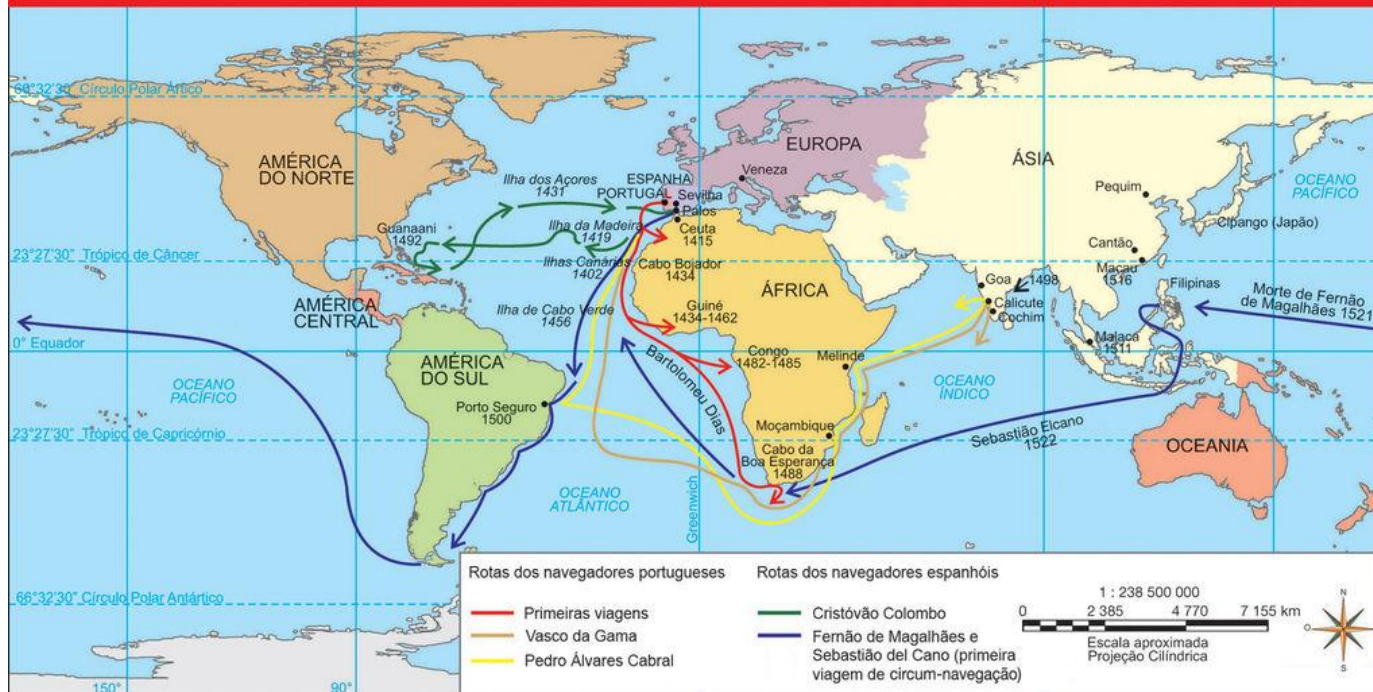 68°32'30" Círculo Polar Ártico
AMÉRICA
DO NORTE
EUROPA
ÁSIA
Veneza
ESPANHA
PORTUGAL
Sevilha
Palos
Ilha dos Açores
1431
Ceuta
1415
Ilha da Madeira
1419
Guanaani
1492
Pequim
OCEANO
PACÍFICO
Cipango (Japão)
Cantão
Macau
1516
23°27'30" Trópico de Câncer
Ilhas Canárias
1402
Cabo Bojador
1434
ÁFRICA
Goa
1498
Calicute
Cochim
Filipinas
Morte de Fernão
de Magalhães 1521
AMÉRICA
CENTRAL
Ilha de Cabo Verde
1456
Guiné
1434-1462
Malaca
1511
0° Equador
AMÉRICA
DO SUL
Congo
1482-1485
Melinde
OCEANO
PACÍFICO
Bartolomeu Dias
OCEANO
ÍNDICO
Porto Seguro
1500
Moçambique
23°27'30" Trópico de Capricórnio
Cabo da
Boa Esperança
1488
Sebastião Elcano
1522
OCEANIA
OCEANO
ATLÂNTICO
Greenwich
66°32'30" Círculo Polar Antártico
150°
90°
Rotas dos navegadores portugueses
Primeiras viagens
Vasco da Gama
Pedro Álvares Cabral
Rotas dos navegadores espanhóis
Cristóvão Colombo
Fernão de Magalhães e
Sebastião del Cano (primeira
viagem de circum-navegação)
1 : 238 500 000
0 2 385 4 770 7 155 km
Escala aproximada
Projeção Cilíndrica
N
O
L
S